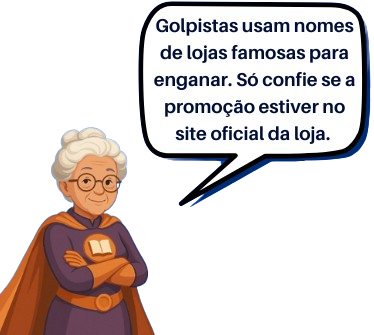 Golpistas usam nomes
de lojas famosas para
enganar. Só confie se a
promoção estiver no
site oficial da loja.